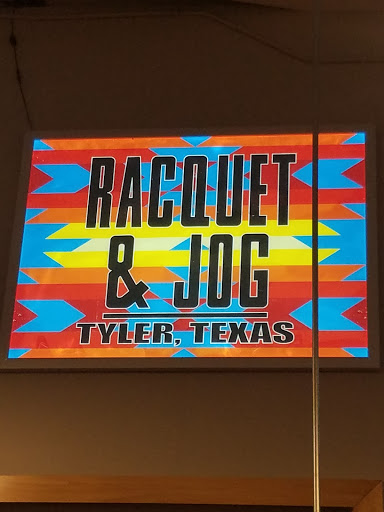 RACQUET
& JOG
TYLER, TEXAS